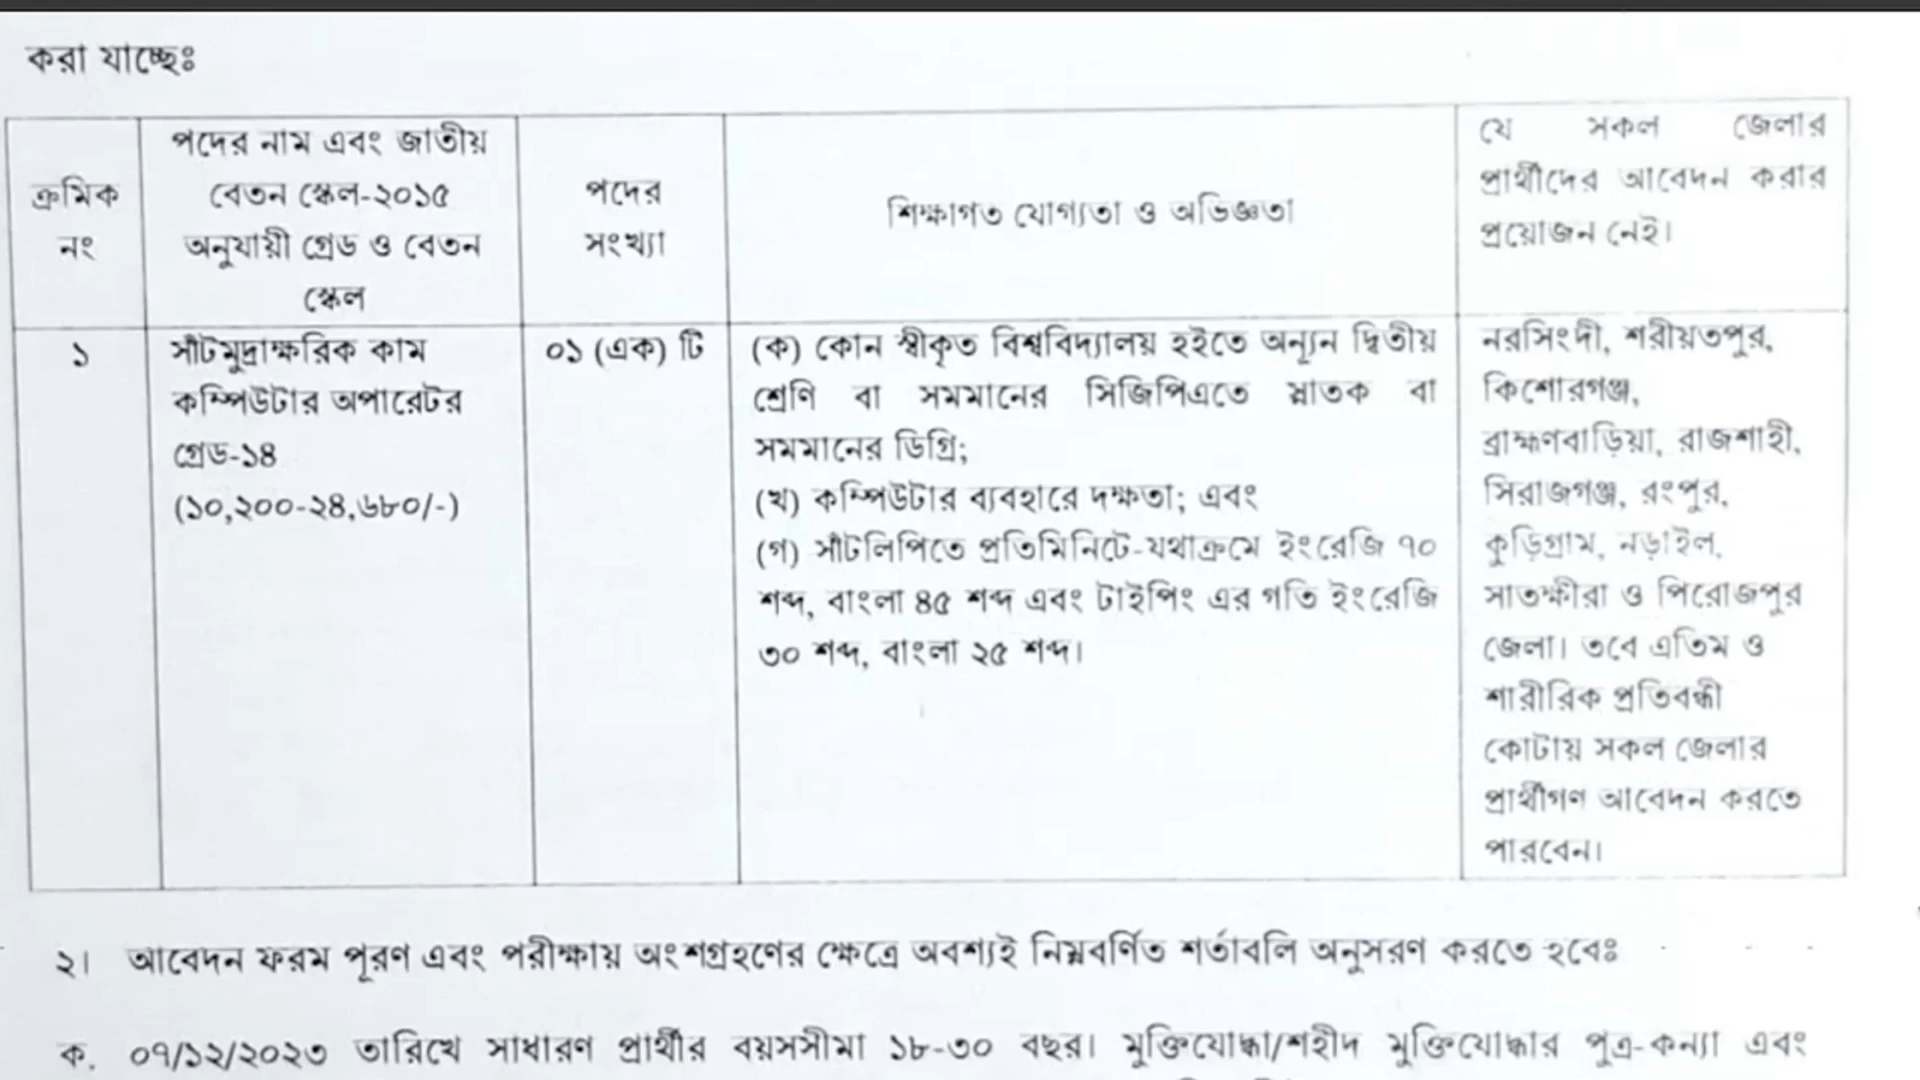 করা যাচ্ছেঃ
ক্রমিক
নং
পদের নাম এবং জাতীয়
বেতন স্কেল-২০১৫
অনুযায়ী গ্রেড ও বেতন
স্কেল
পদের
সংখ্যা
শিক্ষাগত যোগ্যতা ও অভিজ্ঞতা
যে সকল জেলার
প্রার্থীদের আবেদন করার
প্রয়োজন নেই।
১
সাঁটমুদ্রাক্ষরিক কাম
কম্পিউটার অপারেটর
গ্রেড-১৪
(১০,২০০-২৪,৬৮০/-)
০১ (এক) টি
(ক) কোন স্বীকৃত বিশ্ববিদ্যালয় হইতে অন্যূন দ্বিতীয়
শ্রেণি বা সমমানের সিজিপিএতে স্নাতক বা
সমমানের ডিগ্রি;
(খ) কম্পিউটার ব্যবহারে দক্ষতা; এবং
(গ) সাঁটলিপিতে প্রতিমিনিটে-যথাক্রমে ইংরেজি ৭০
শব্দ, বাংলা ৪৫ শব্দ এবং টাইপিং এর গতি ইংরেজি
৩০ শব্দ, বাংলা ২৫ শব্দ।
নরসিংদী, শরীয়তপুর,
কিশোরগঞ্জ,
ব্রাহ্মণবাড়িয়া, রাজশাহী,
সিরাজগঞ্জ, রংপুর,
কুড়িগ্রাম, নড়াইল,
সাতক্ষীরা ও পিরোজপুর
জেলা। তবে এতিম ও
শারীরিক প্রতিবন্ধী
কোটায় সকল জেলার
প্রার্থীগণ আবেদন করতে
পারবেন।
২। আবেদন ফরম পূরণ এবং পরীক্ষায় অংশগ্রহণের ক্ষেত্রে অবশ্যই নিম্নবর্ণিত শর্তাবলি অনুসরণ করতে হবেঃ
ক. ০৭/১২/২০২৩ তারিখে সাধারণ প্রার্থীর বয়সসীমা ১৮-৩০ বছর। মুক্তিযোদ্ধা/শহীদ মুক্তিযোদ্ধার পুত্র-কন্যা এবং